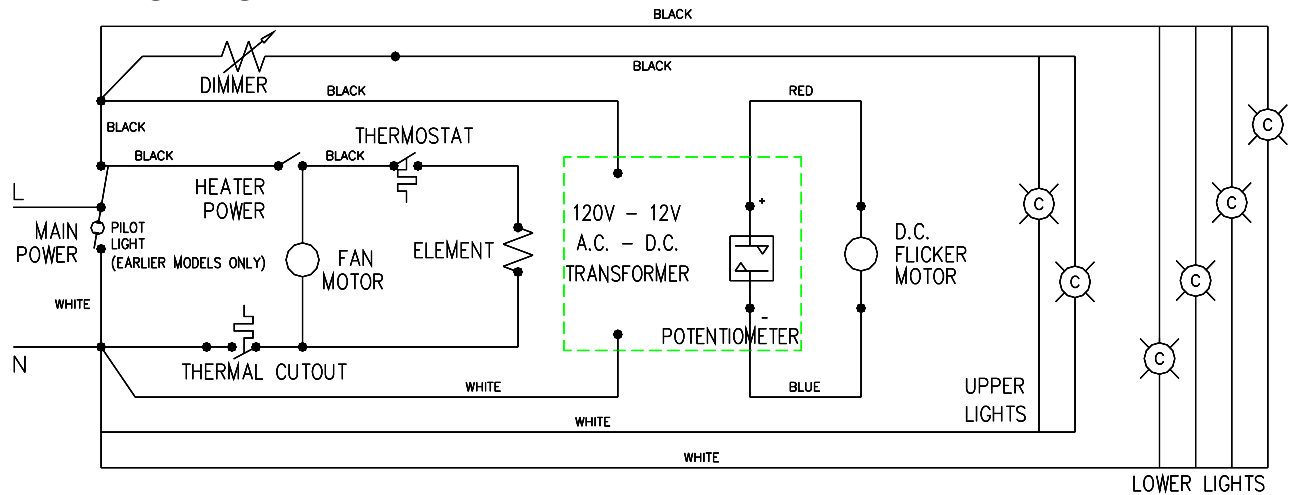 BLACK
BLACK
DIMMER
BLACK
RED
BLACK
THERMOSTAT
BLACK
BLACK
C
HEATER
POWER
L
MAIN
POWER
PILOT
LIGHT
(EARLIER MODELS ONLY)
FAN
MOTOR
ELEMENT
120V - 12V
A.C. - D.C.
TRANSFORMER
+
-
POTENTIOMETER
D.C.
FLICKER
MOTOR
C
C
C
C
WHITE
N
THERMAL CUTOUT
C
WHITE
BLUE
UPPER
LIGHTS
WHITE
WHITE
LOWER LIGHTS